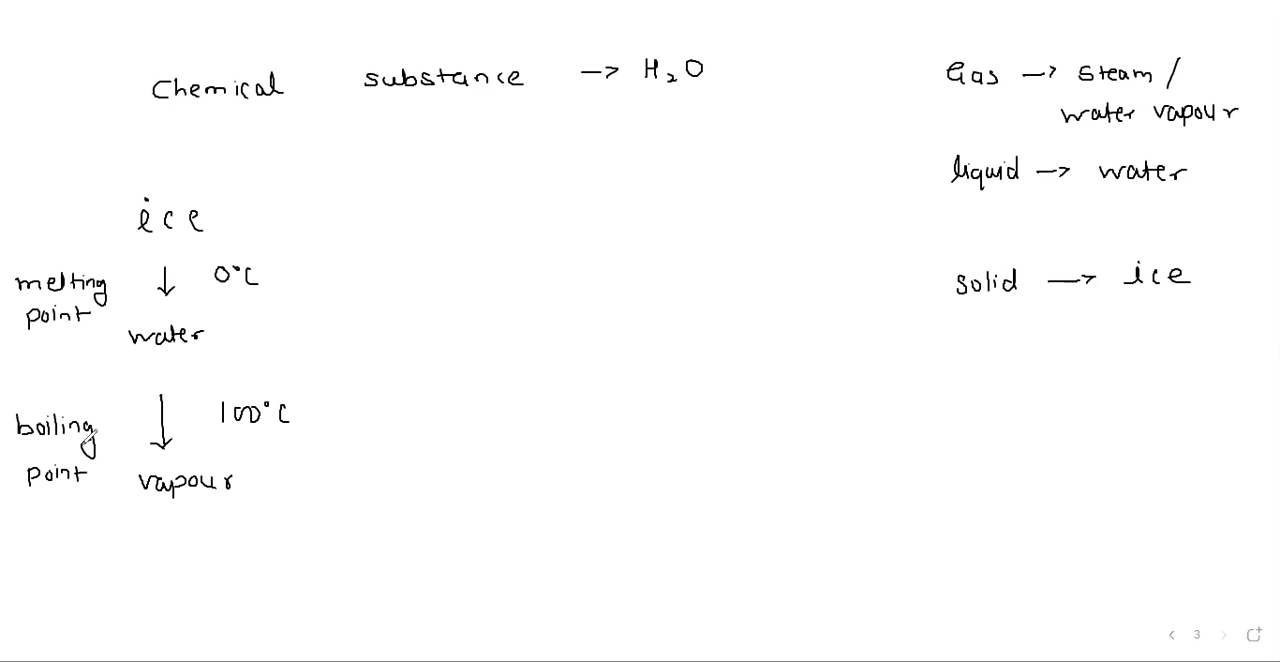 Chemical substance -> H₂O
Gas -> Steam /
water vapour
liquid -> water
solid -> ice
ice
melting point ↓ 0°C
water
boiling point ↓ 100°C
vapour
3